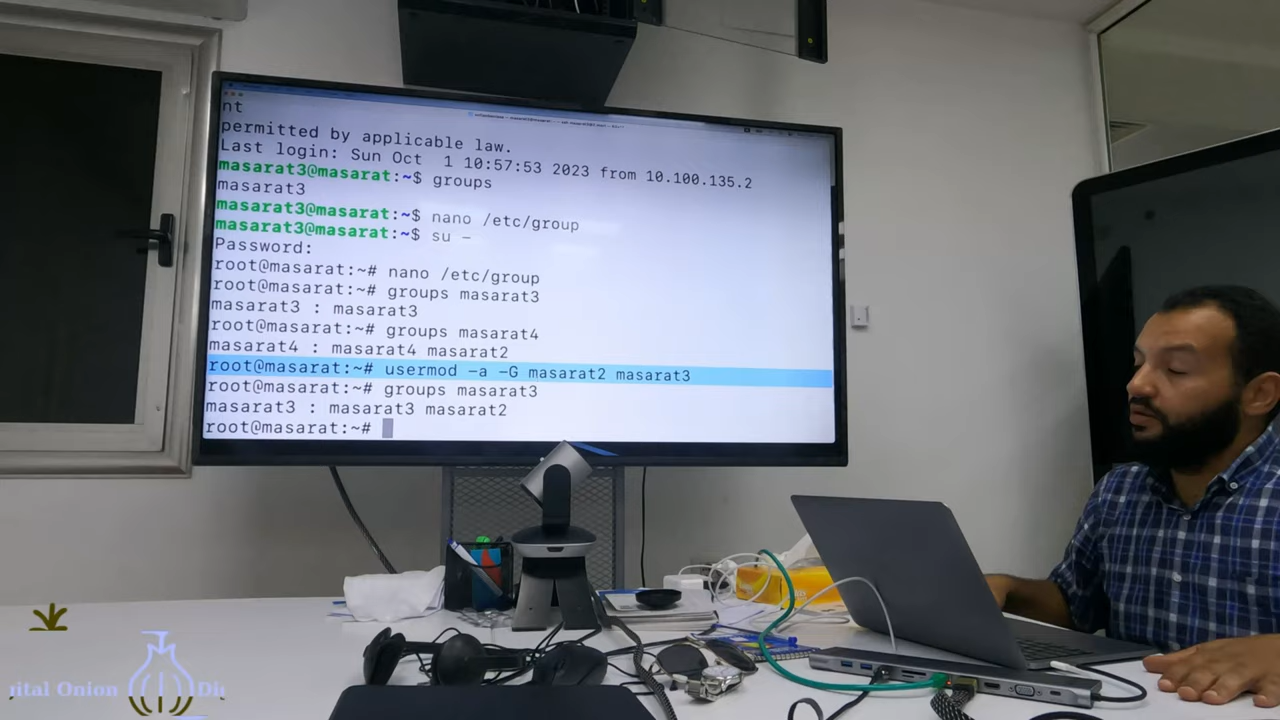 nt
permitted by applicable law.
Last login: Sun Oct  1 10:57:53 2023 from 10.100.135.2
masarat3@masarat:~$ groups
masarat3
masarat3@masarat:~$ nano /etc/group
masarat3@masarat:~$ su -
Password:
root@masarat:~# nano /etc/group
root@masarat:~# groups masarat3
masarat3 : masarat3
root@masarat:~# groups masarat4
masarat4 : masarat4 masarat2
root@masarat:~# usermod -a -G masarat2 masarat3
root@masarat:~# groups masarat3
masarat3 : masarat3 masarat2
root@masarat:~#
ital Onion Di